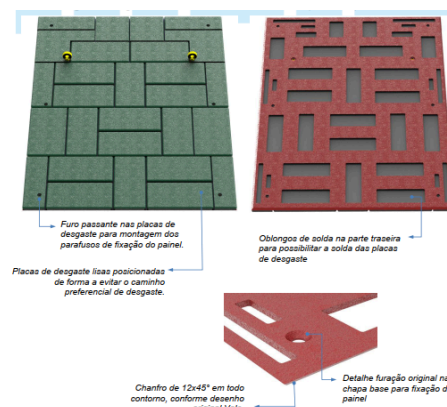 Furo passante nas placas de
desgaste para montagem dos
parafusos de fixação do painel.
Oblongos de solda na parte traseira
para possibilitar a solda das placas
de desgaste
Placas de desgaste lisas posicionadas
de forma a evitar o caminho
preferencial de desgaste.
Detalhe furação original na
chapa base para fixação d
painel
Chanfro de 12x45° em todo
contorno, conforme desenho
original